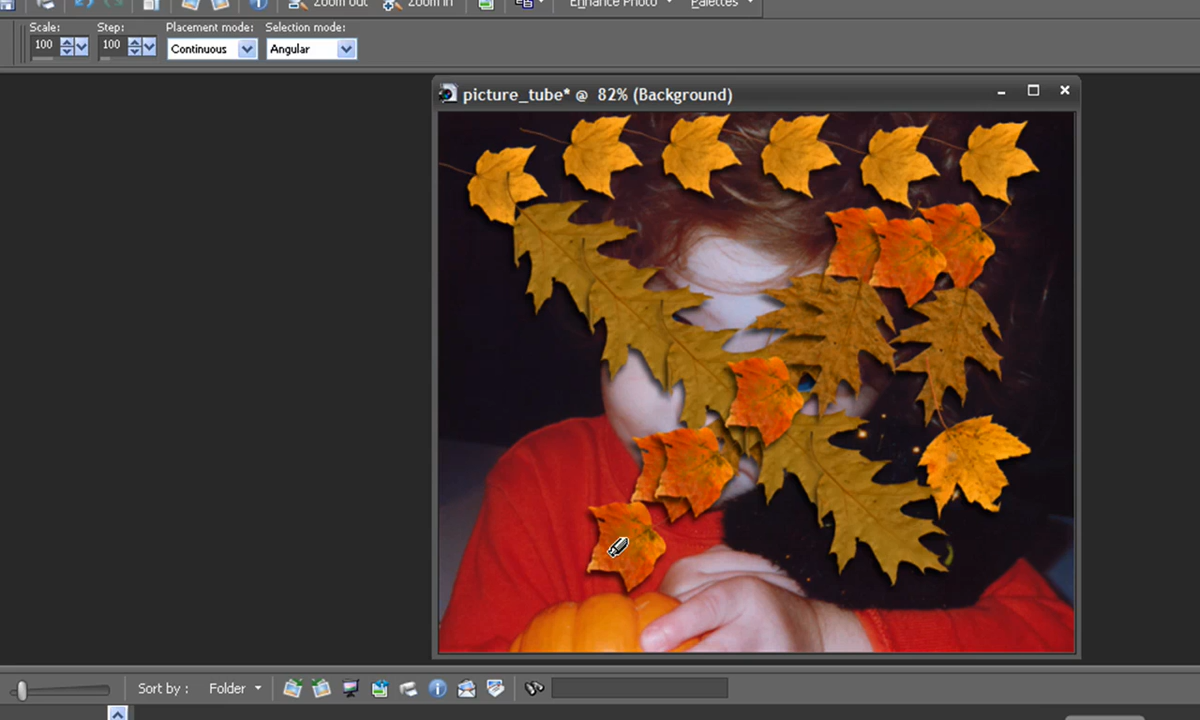 Zoom out Zoom In Enhance Photo Palettes
Scale: Step: Placement mode: Selection mode:
100 100 Continuous Angular
picture_tube* @ 82% (Background)
Sort by : Folder